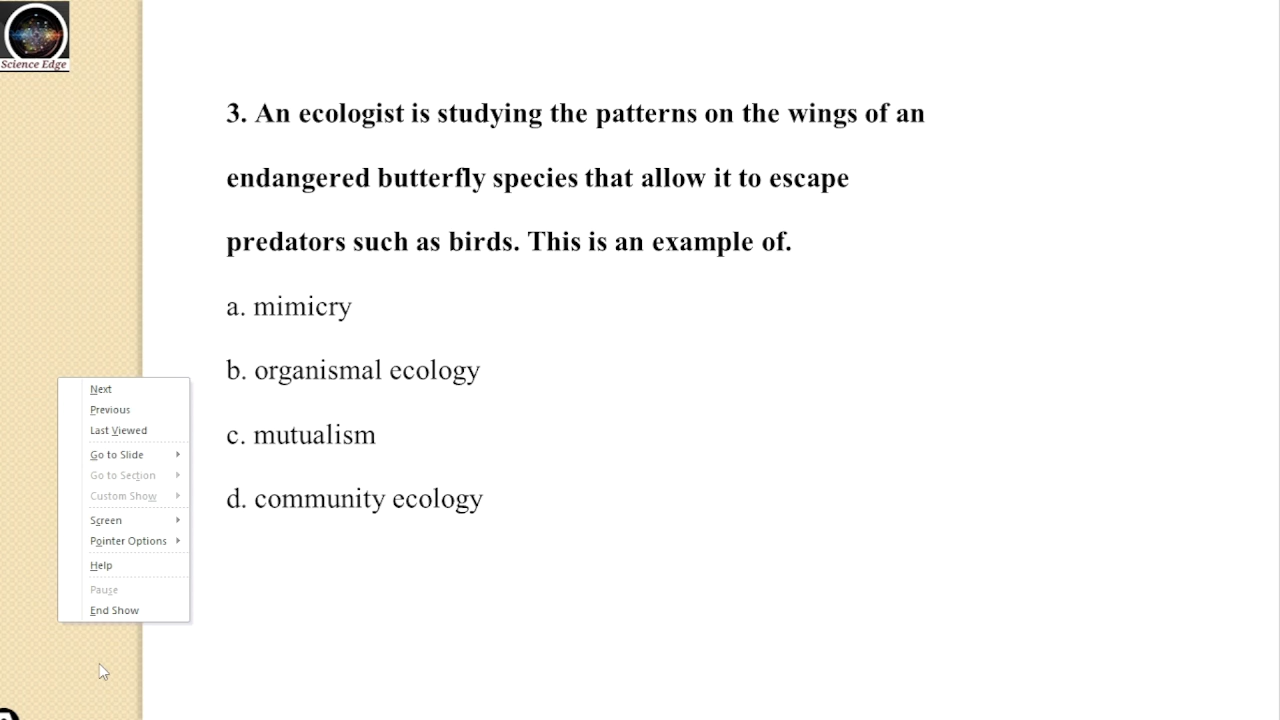 Science Edge
3. An ecologist is studying the patterns on the wings of an
endangered butterfly species that allow it to escape
predators such as birds. This is an example of.
a. mimicry
b. organismal ecology
c. mutualism
d. community ecology
Next
Previous
Last Viewed
Go to Slide
Go to Section
Custom Show
Screen
Pointer Options
Help
Pause
End Show